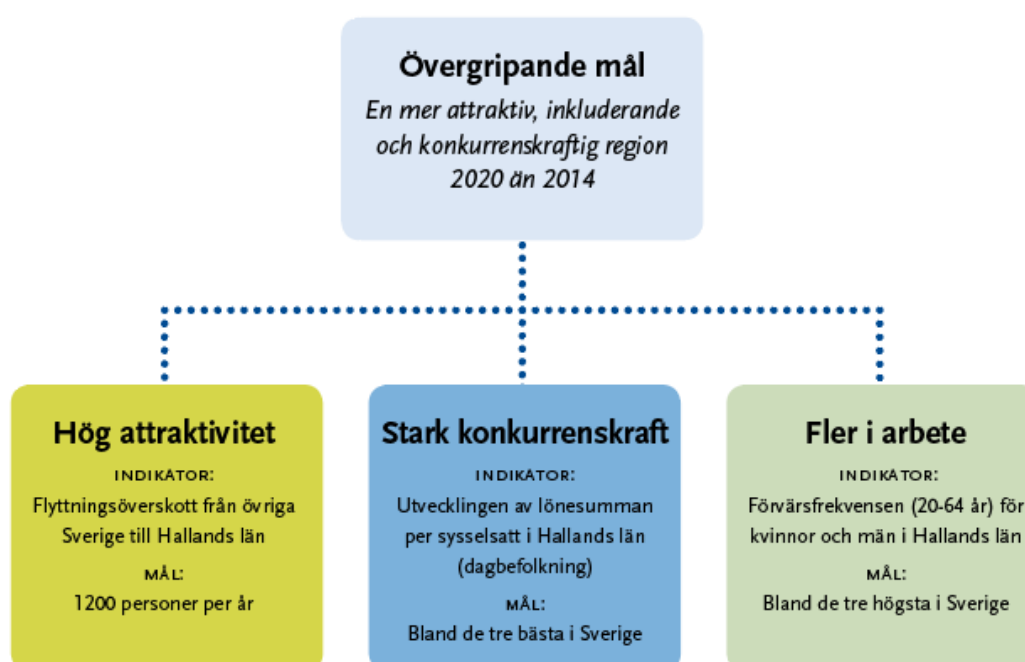 Övergripande mål
En mer attraktiv, inkluderande
och konkurrenskraftig region
2020 än 2014
Hög attraktivitet
INDIKATOR:
Flyttningsöverskott från övriga
Sverige till Hallands län
MÅL:
1200 personer per år
Stark konkurrenskraft
INDIKATOR:
Utvecklingen av lönesumman
per sysselsatt i Hallands län
(dagbefolkning)
MÅL:
Bland de tre bästa i Sverige
Fler i arbete
INDIKATOR:
Förvärsfrekvensen (20-64 år) för
kvinnor och män i Hallands län
MÅL:
Bland de tre högsta i Sverige